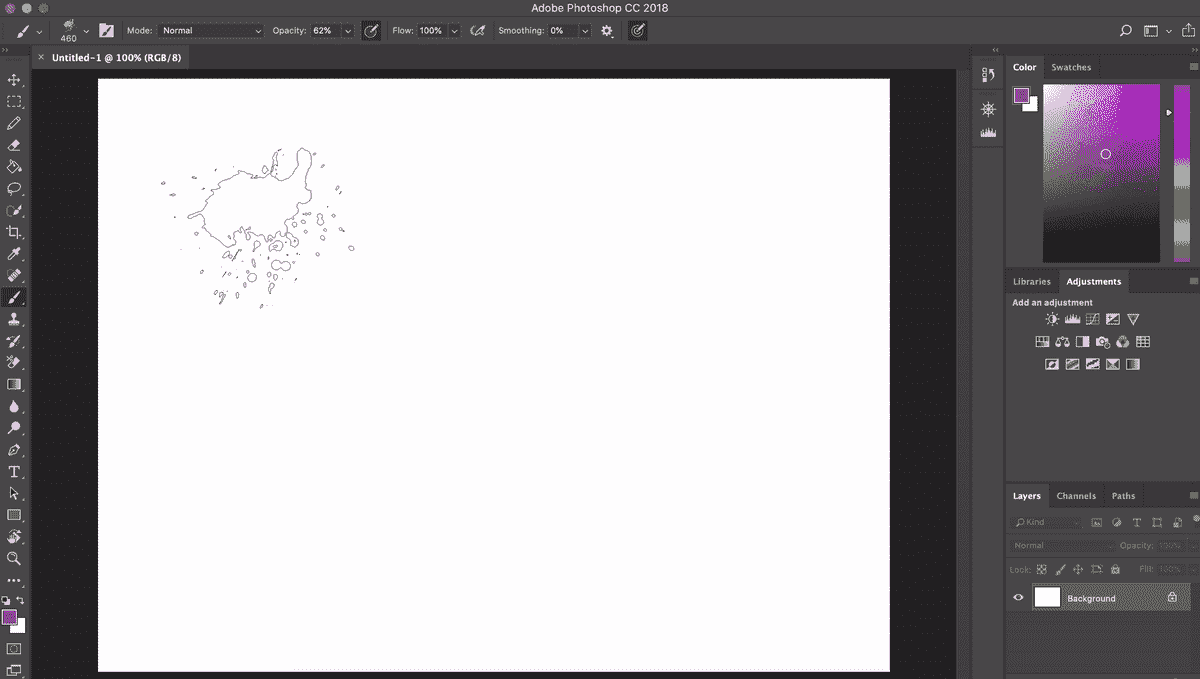 Adobe Photoshop CC 2018
460 Mode: Normal Opacity: 62% Flow: 100% Smoothing: 0%
× Untitled-1 @ 100% (RGB/8)
Color Swatches
Libraries Adjustments
Add an adjustment
Layers Channels Paths
Kind
Normal Opacity: 100%
Lock: Fill: 100%
Background